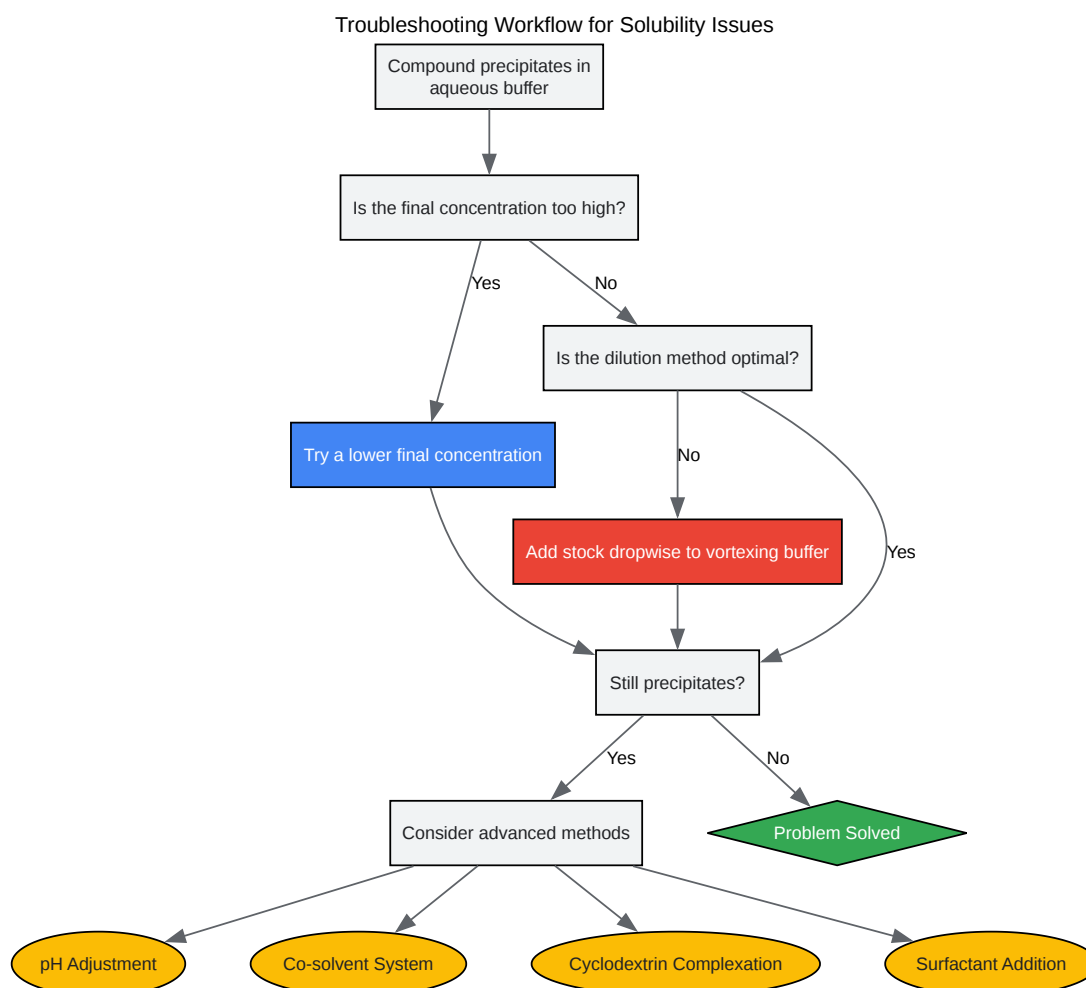 Troubleshooting Workflow for Solubility Issues
Compound precipitates in
aqueous buffer
Is the final concentration too high?
Yes
No
Is the dilution method optimal?
Try a lower final concentration
No
Add stock dropwise to vortexing buffer
Yes
Still precipitates?
Yes
No
Consider advanced methods
Problem Solved
pH Adjustment
Co-solvent System
Cyclodextrin Complexation
Surfactant Addition